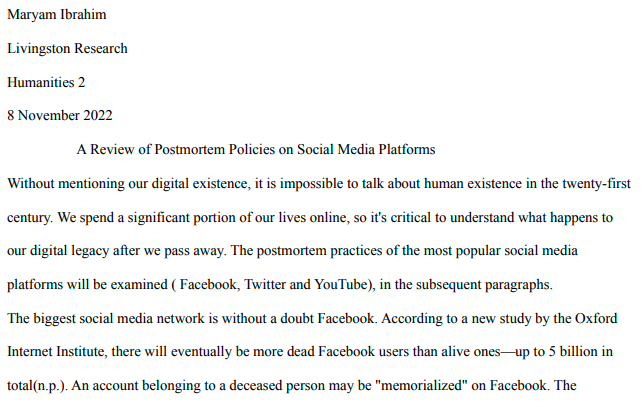 Maryam Ibrahim
Livingston Research
Humanities 2
8 November 2022
A Review of Postmortem Policies on Social Media Platforms
Without mentioning our digital existence, it is impossible to talk about human existence in the twenty-first
century. We spend a significant portion of our lives online, so it's critical to understand what happens to
our digital legacy after we pass away. The postmortem practices of the most popular social media
platforms will be examined ( Facebook, Twitter and YouTube), in the subsequent paragraphs.
The biggest social media network is without a doubt Facebook. According to a new study by the Oxford
Internet Institute, there will eventually be more dead Facebook users than alive ones—up to 5 billion in
total(n.p.). An account belonging to a deceased person may be "memorialized" on Facebook. The